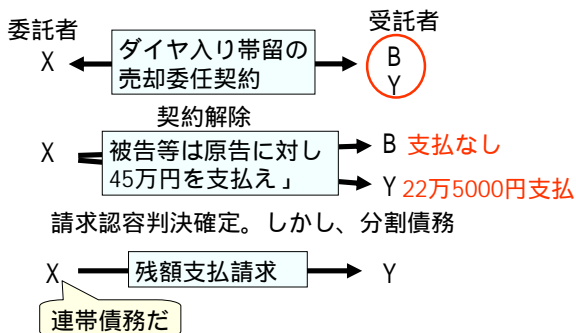 委託者
受託者
X
ダイヤ入り帯留の
売却委任契約
B
Y
契約解除
X
被告等は原告に対し
45万円を支払え」
B 支払なし
Y 22万5000円支払
請求認容判決確定。しかし、分割債務
X
残額支払請求
Y
連帯債務だ